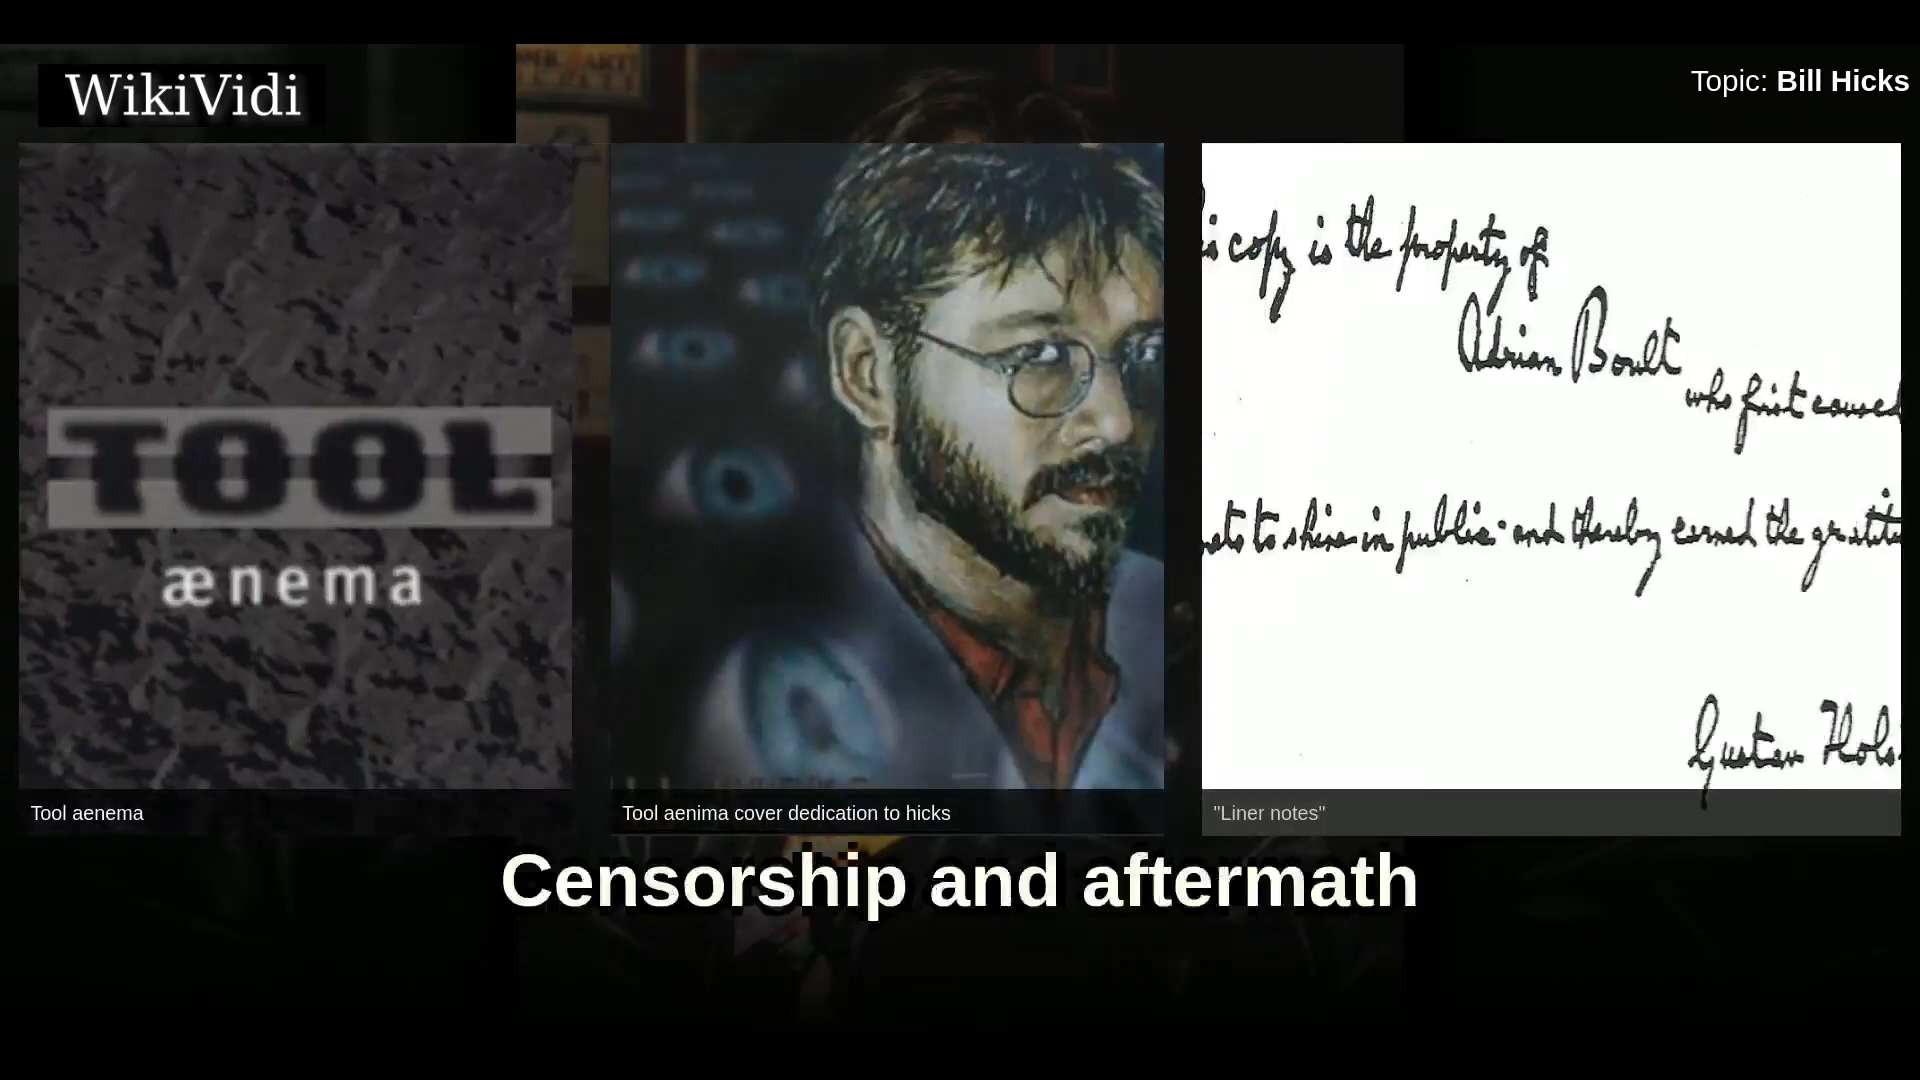 WikiVidi
Topic: Bill Hicks
TOOL
ænema
is copy is the property of
Adrian Boult
who first caused
to shine in public and thereby earned the
Gustav
Tool aenema
Tool aenima cover dedication to hicks
"Liner notes"
Censorship and aftermath